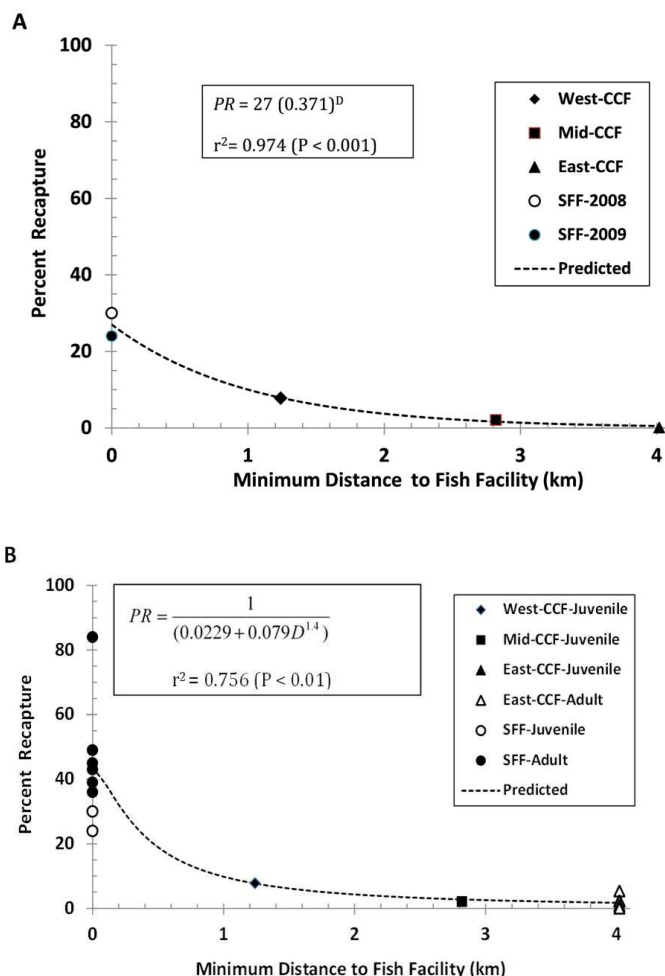 A
100
80
60
40
20
0
Percent Recapture
PR = 27 (0.371)^D
r²= 0.974 (P < 0.001)
West-CCF
Mid-CCF
East-CCF
SFF-2008
SFF-2009
Predicted
0 1 2 3 4
Minimum Distance to Fish Facility (km)
B
100
80
60
40
20
0
Percent Recapture
PR = 1 / (0.0229+0.079D^1.4)
r² = 0.756 (P < 0.01)
West-CCF-Juvenile
Mid-CCF-Juvenile
East-CCF-Juvenile
East-CCF-Adult
SFF-Juvenile
SFF-Adult
Predicted
0 1 2 3 4
Minimum Distance to Fish Facility (km)